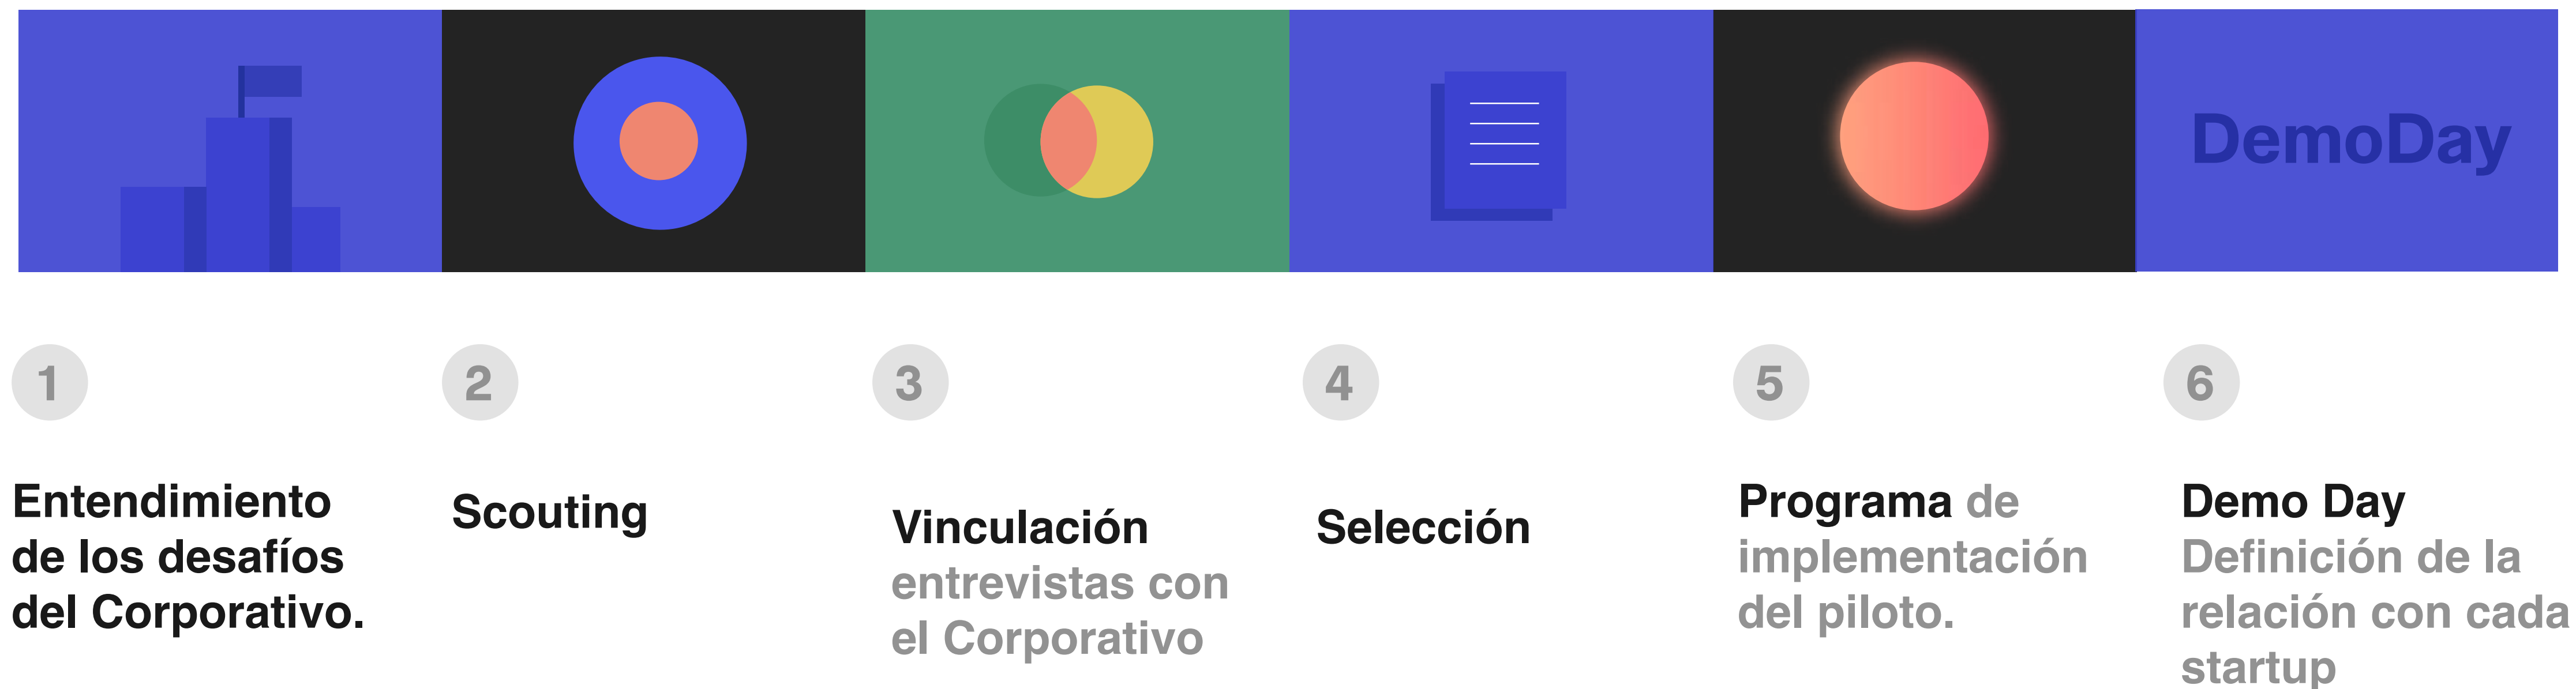 DemoDay
1
Entendimiento
de los desafíos
del Corporativo.
2
Scouting
3
Vinculación
entrevistas con
el Corporativo
4
Selección
5
Programa de
implementación
del piloto.
6
Demo Day
Definición de la
relación con cada
startup